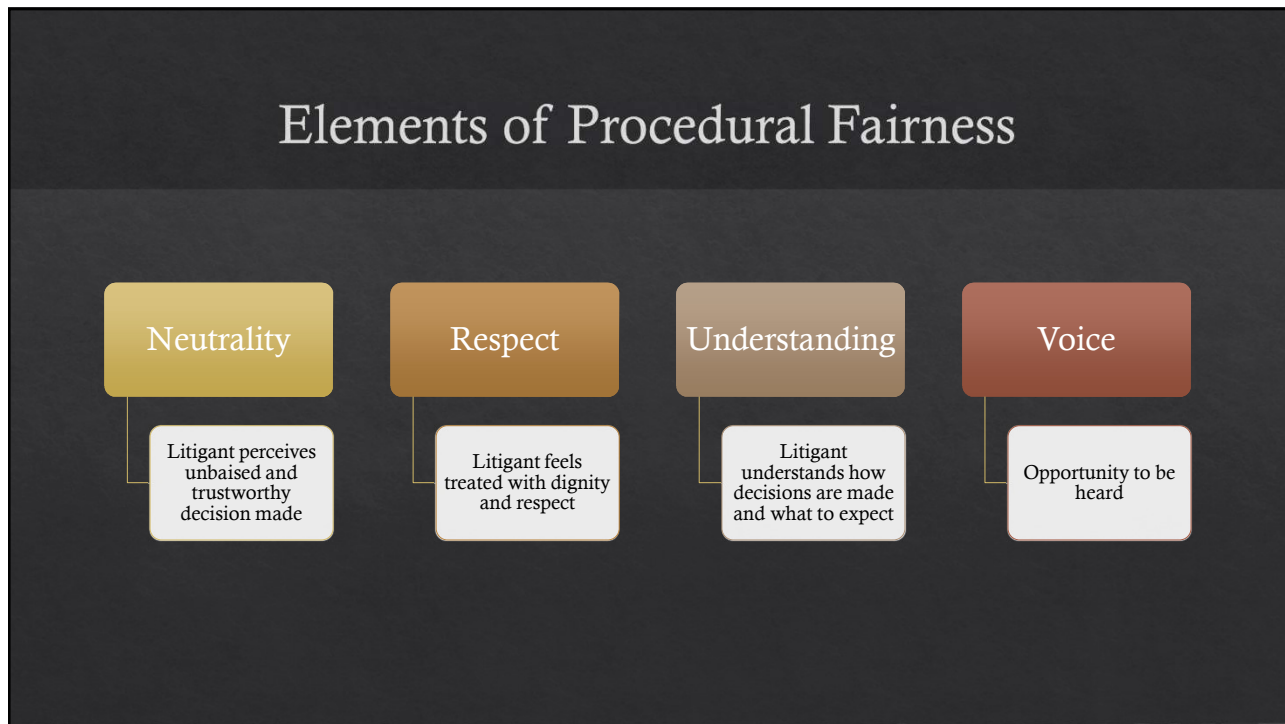 Elements of Procedural Fairness
Neutrality
Litigant perceives
unbaised and
trustworthy
decision made
Respect
Litigant feels
treated with dignity
and respect
Understanding
Litigant
understands how
decisions are made
and what to expect
Voice
Opportunity to be
heard